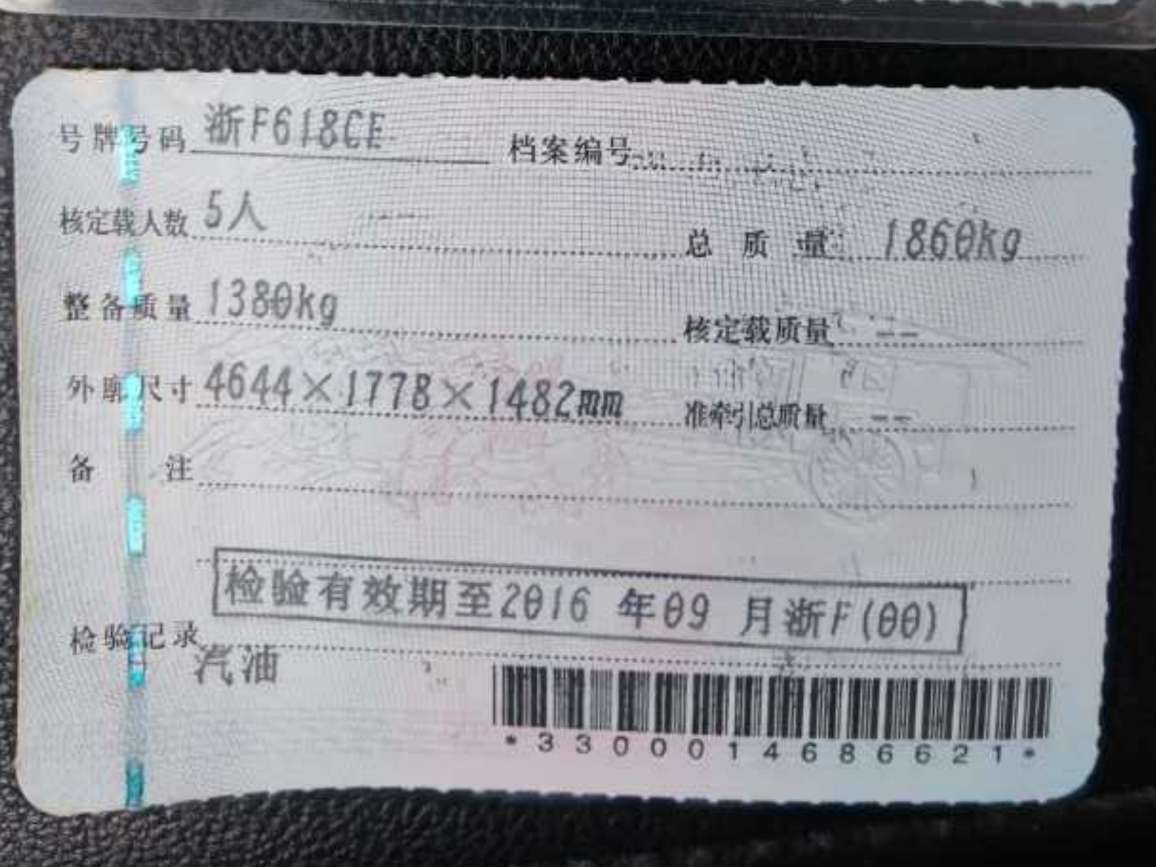 号牌号码 浙F618CE 档案编号
核定载人数 5人 总质量 1860kg
整备质量 1380kg 核定载质量 --
外廓尺寸 4644×1778×1482mm 准牵引总质量 --
备注
检验有效期至2016 年09 月浙F(00)
检验记录
汽油
*3300014686621*